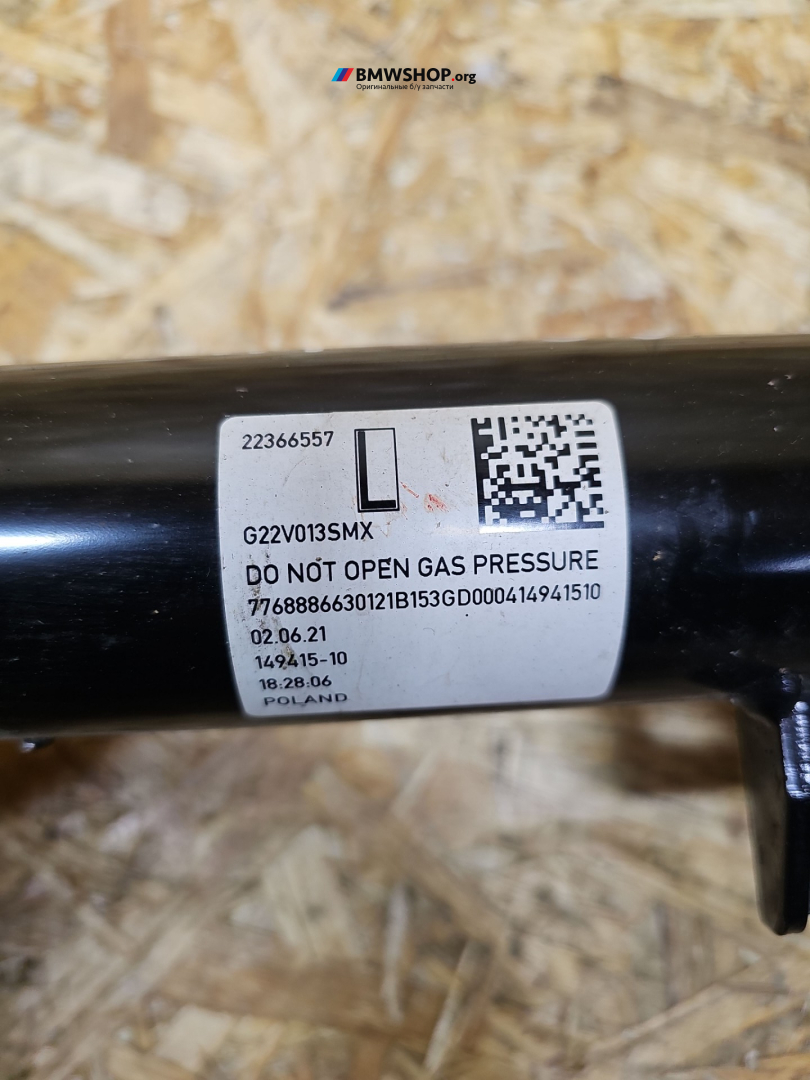 BMWSHOP.org
Оригинальные б/у запчасти
22366557
L
G22V013SMX
DO NOT OPEN GAS PRESSURE
7768886630121B153GD000414941510
02.06.21
149415-10
18:28:06
POLAND